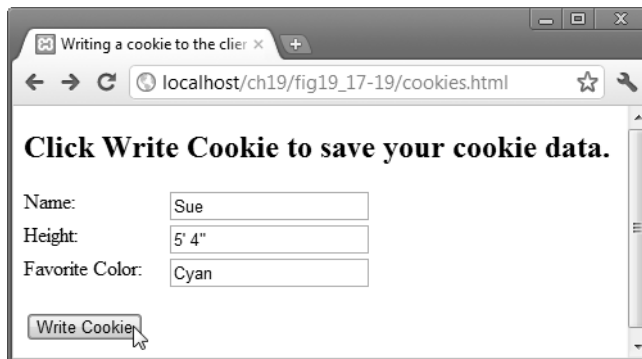 Writing a cookie to the clier
localhost/ch19/fig19_17-19/cookies.html
Click Write Cookie to save your cookie data.
Name: Sue
Height: 5' 4"
Favorite Color: Cyan
Write Cookie